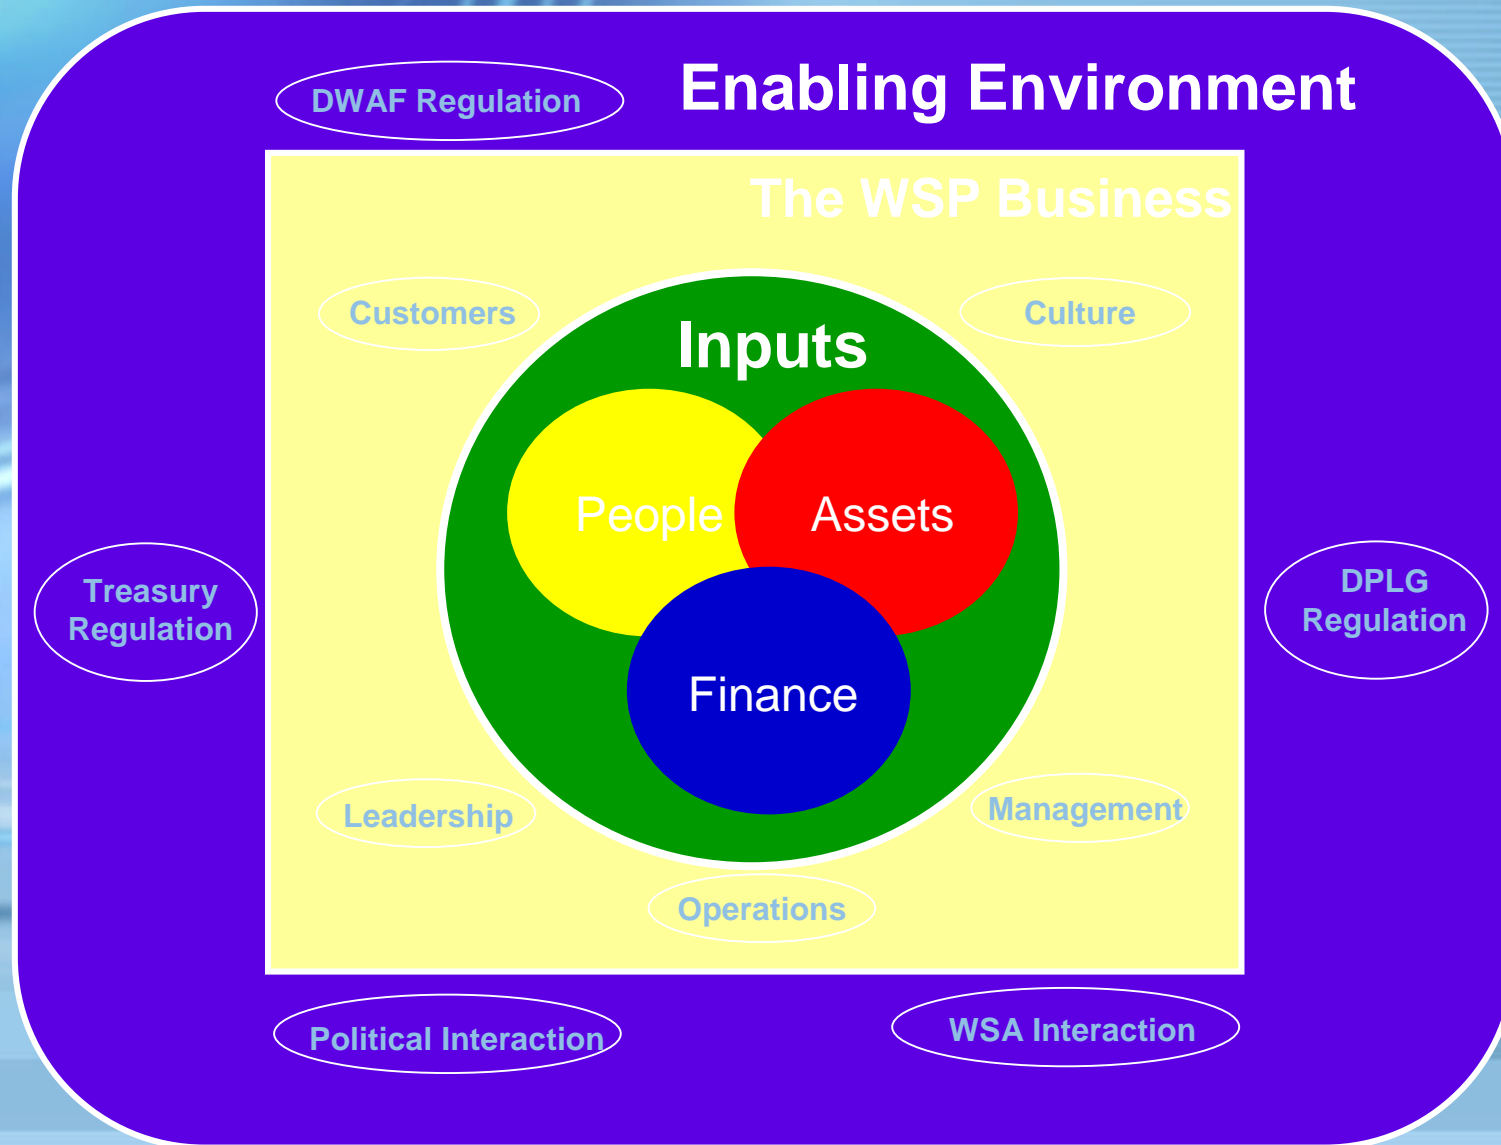 Enabling Environment
DWAF Regulation
The WSP Business
Customers
Culture
Inputs
People
Assets
Treasury
Regulation
DPLG
Regulation
Finance
Leadership
Management
Operations
Political Interaction
WSA Interaction